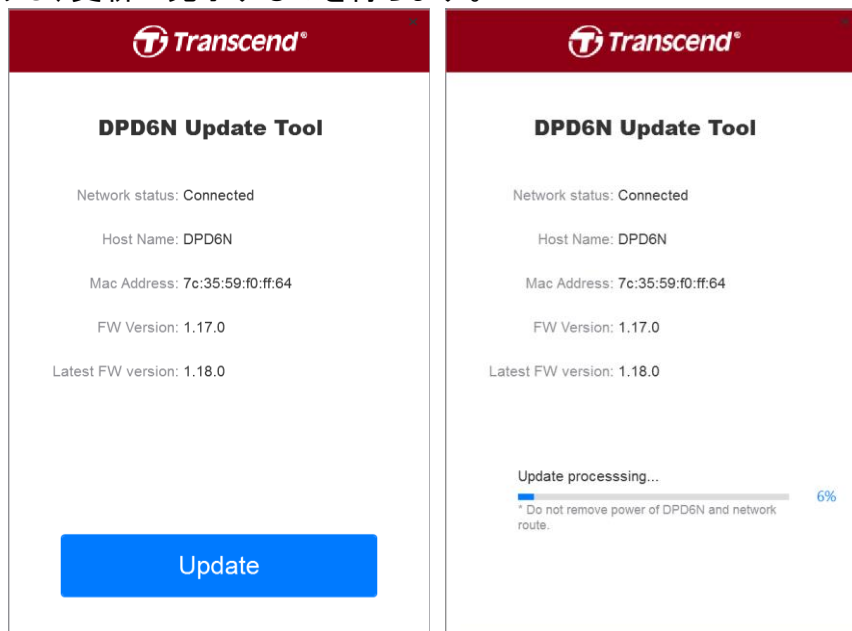 Transcend®
DPD6N Update Tool
Network status: Connected
Host Name: DPD6N
Mac Address: 7c:35:59:f0:ff:64
FW Version: 1.17.0
Latest FW version: 1.18.0
Update
Transcend®
DPD6N Update Tool
Network status: Connected
Host Name: DPD6N
Mac Address: 7c:35:59:f0:ff:64
FW Version: 1.17.0
Latest FW version: 1.18.0
Update processsing...
6%
* Do not remove power of DPD6N and network
route.